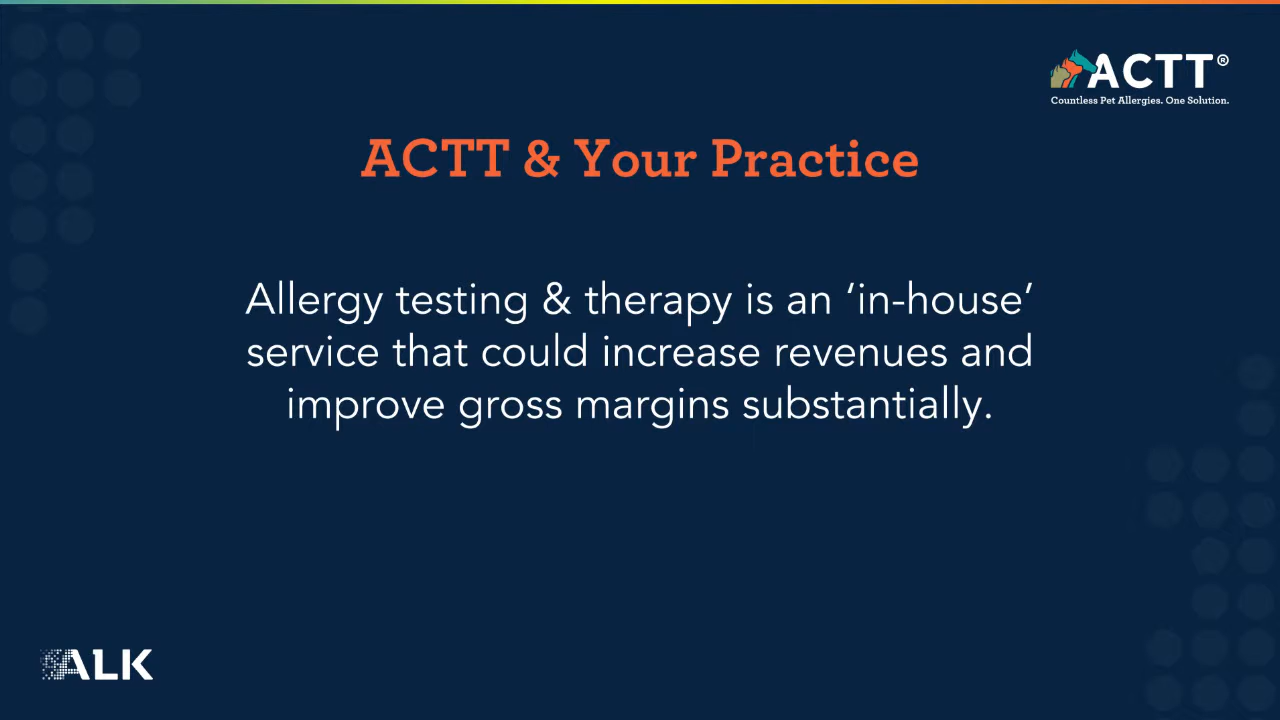 ACTT®
Countless Pet Allergies. One Solution.
ACTT & Your Practice
Allergy testing & therapy is an ‘in-house’
service that could increase revenues and
improve gross margins substantially.
ALK